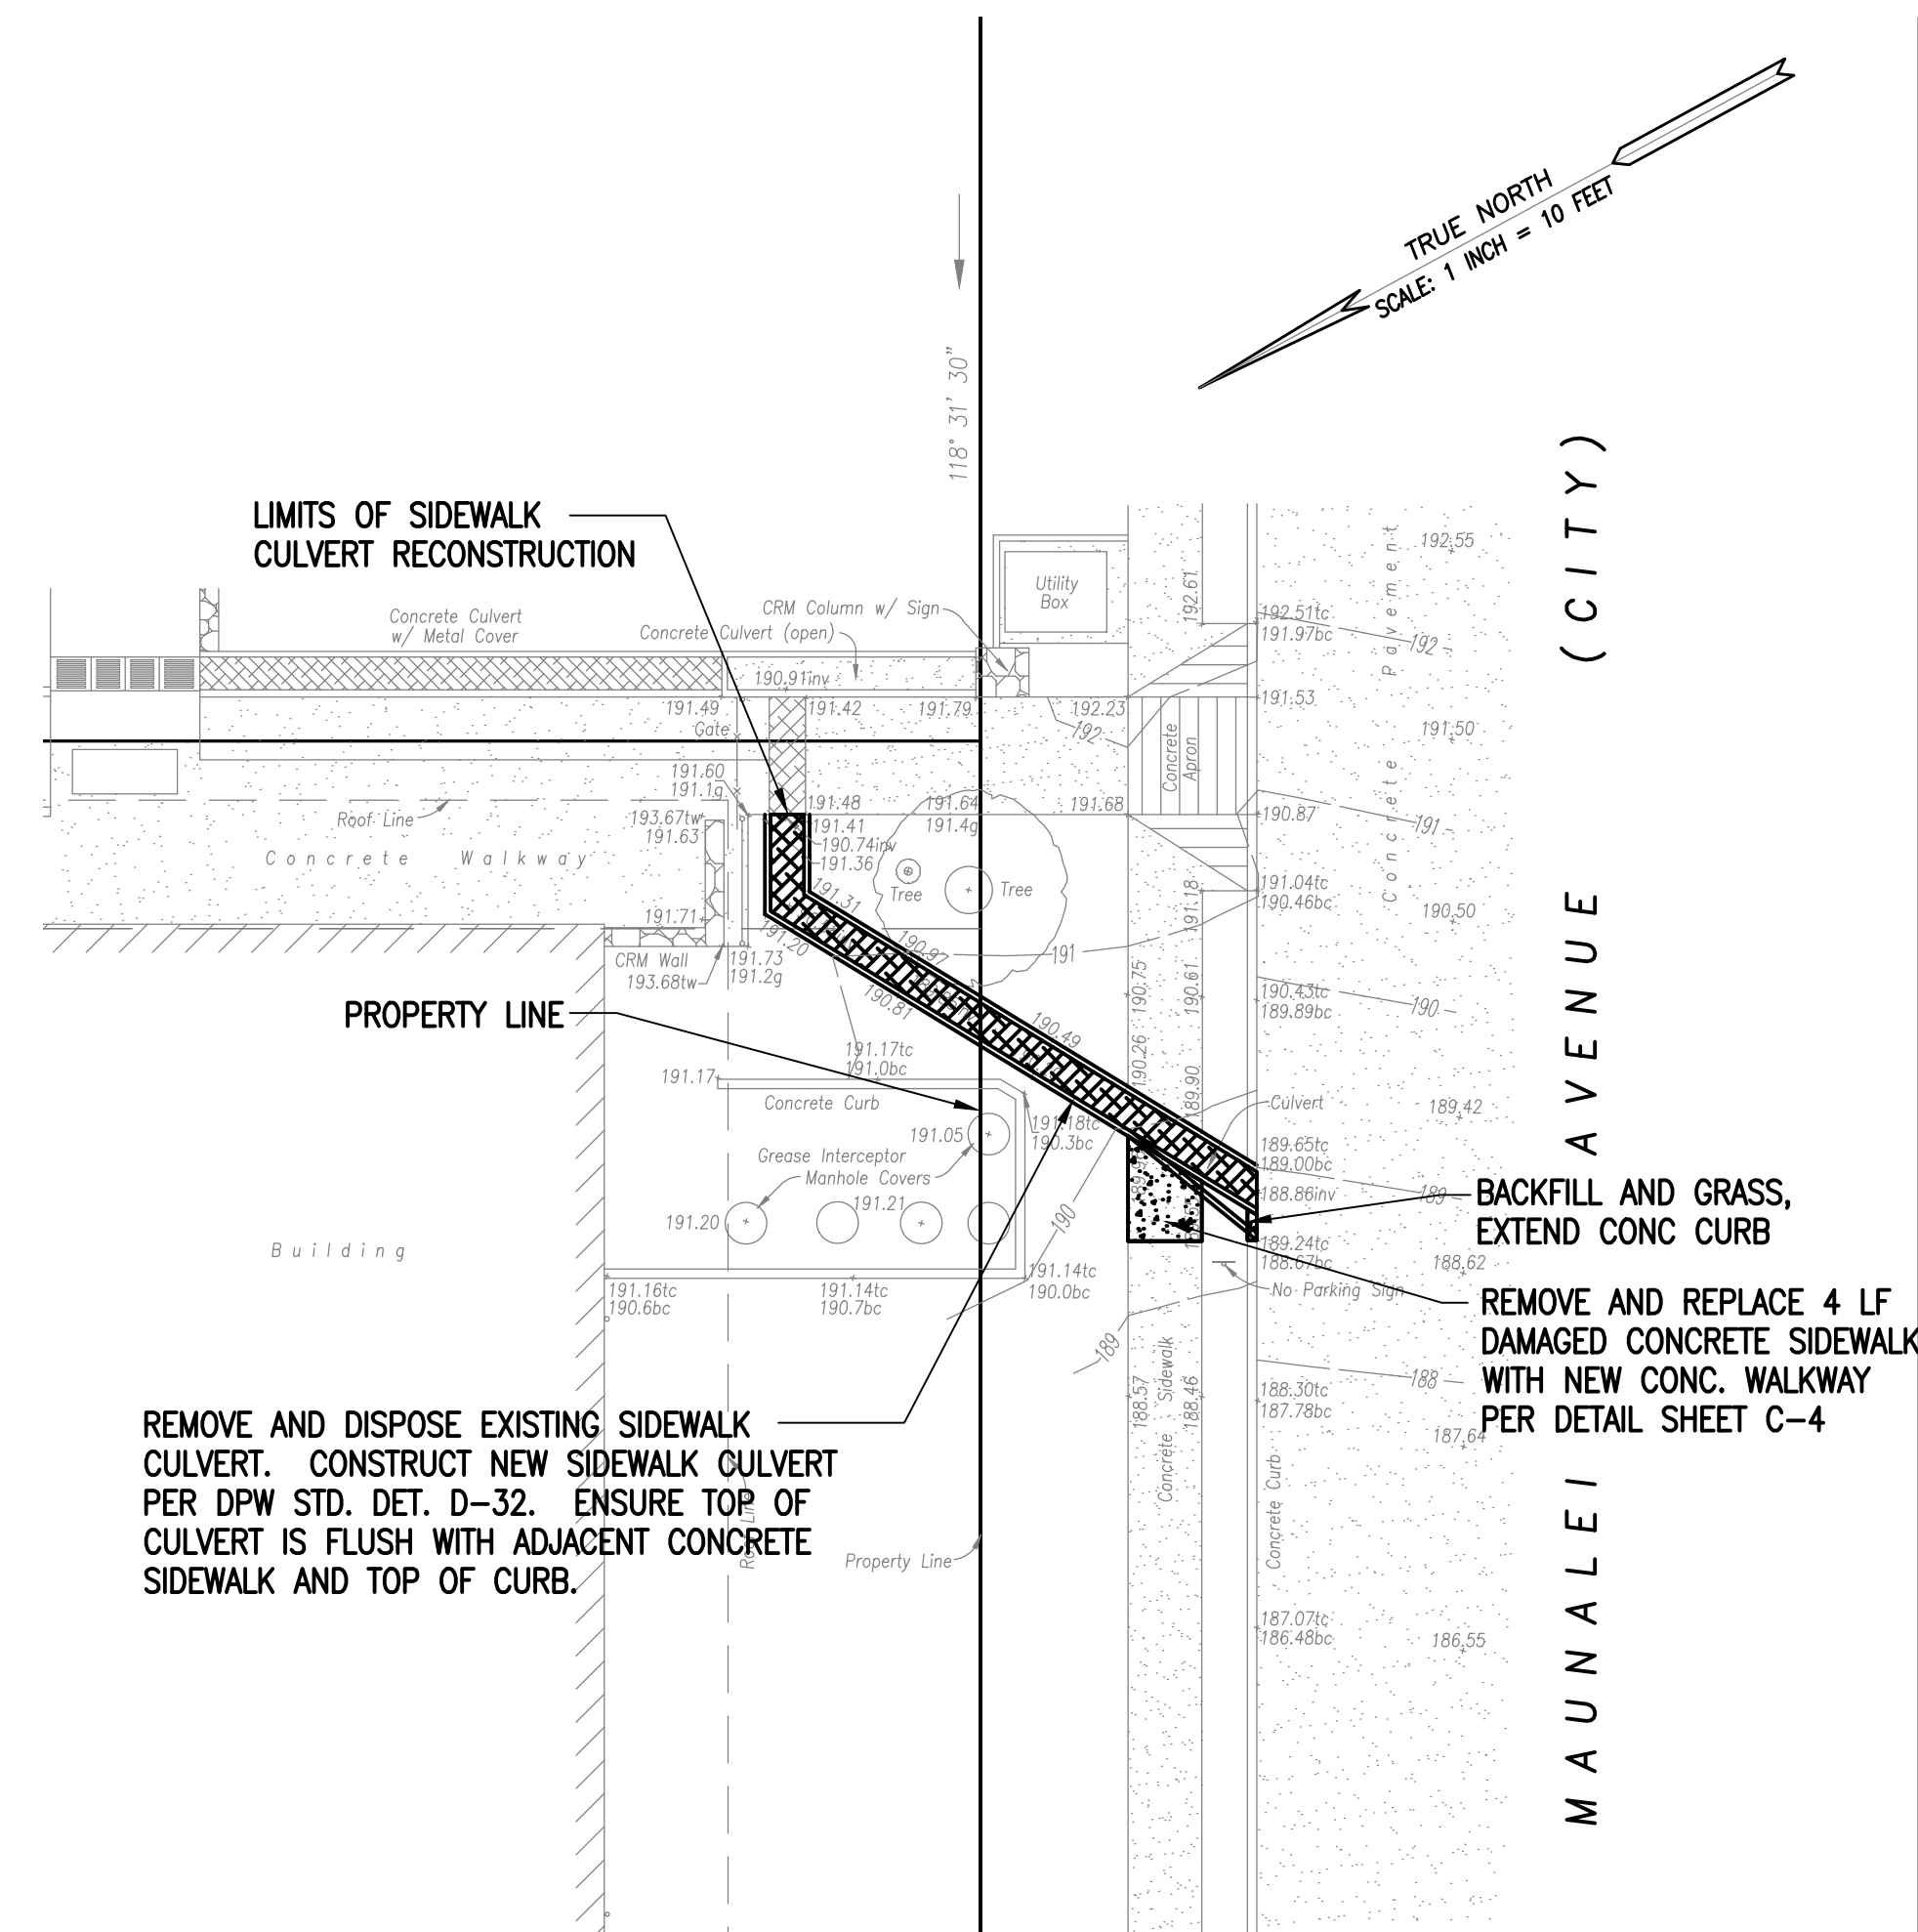 TRUE NORTH
SCALE: 1 INCH = 10 FEET
118° 31' 30"
LIMITS OF SIDEWALK
CULVERT RECONSTRUCTION
(CITY)
MAUNALEI AVENUE
Concrete Pavement
192.55
Utility
Box
192.61
192.51tc
191.97bc
192
Concrete Culvert
w/ Metal Cover
CRM Column w/ Sign
Concrete Culvert (open)
190.91inv
191.49
191.42
191.79
192.23
191.53
Gate
192
Concrete
Apron
191.50
191.60
191.1g
Roof Line
193.67tw
191.63
191.48
191.64
191.68
190.87
191
191.41
191.4g
190.74inv
191.36
Concrete Walkway
Tree
Tree
191.31
191.18
191.04tc
190.46bc
190.50
191.71
191.20
190.97
191
CRM Wall
193.68tw
191.73
191.2g
190.81
190.75
190.61
190.43tc
189.89bc
190
PROPERTY LINE
190.49
190.26
189.90
191.17tc
191.0bc
191.17
Concrete Curb
Culvert
189.42
191.05
191.18tc
190.3bc
189.65tc
189.00bc
Grease Interceptor
Manhole Covers
189
188.86inv
BACKFILL AND GRASS,
EXTEND CONC CURB
191.21
191.20
190
189.24tc
188.67bc
188.62
Building
191.16tc
190.6bc
191.14tc
190.7bc
191.14tc
190.0bc
No Parking Sign
REMOVE AND REPLACE 4 LF
DAMAGED CONCRETE SIDEWALK
WITH NEW CONC. WALKWAY
PER DETAIL SHEET C-4
189
188
188.57
Concrete Sidewalk
188.46
188.30tc
187.78bc
187.64
REMOVE AND DISPOSE EXISTING SIDEWALK
CULVERT. CONSTRUCT NEW SIDEWALK CULVERT
PER DPW STD. DET. D-32. ENSURE TOP OF
CULVERT IS FLUSH WITH ADJACENT CONCRETE
SIDEWALK AND TOP OF CURB.
Roof Line
Property Line
Concrete Curb
187.07tc
186.48bc
186.55